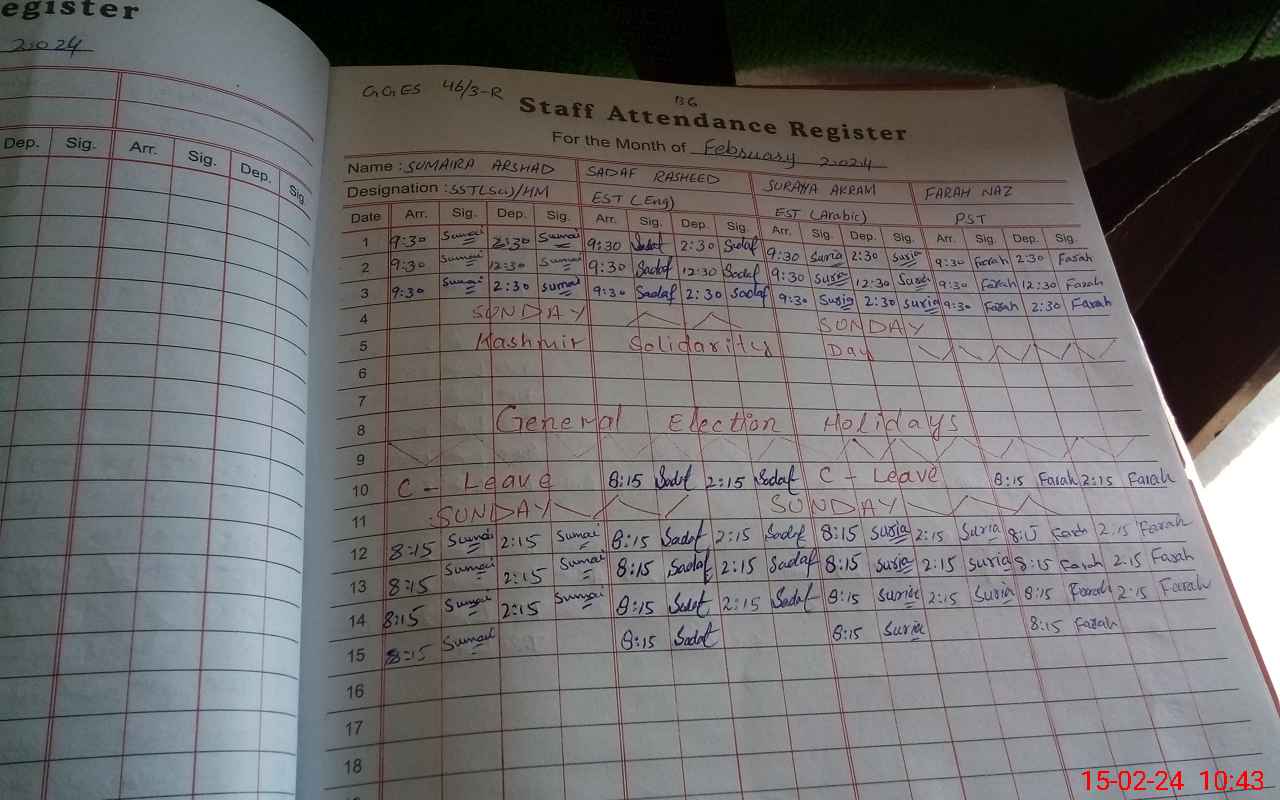 egister
2024
Dep. Sig. Arr. Sig. Dep. Sig.
GGES 46/3-R
Staff Attendance Register
For the Month of February 2024
Name : SUMAIRA ARSHAD SADAF RASHEED SURAYA AKRAM FARAH NAZ
Designation : SST(Sci)/HM EST (Eng) EST (Arabic) PST
Date Arr. Sig. Dep. Sig. Arr. Sig. Dep. Sig. Arr. Sig. Dep. Sig. Arr. Sig. Dep. Sig.
1 9:30 Sumai 2:30 Sumai 9:30 Sadaf 2:30 Sadaf 9:30 Suria 2:30 Suria 9:30 Farah 2:30 Farah
2 9:30 Sumai 12:30 Sumai 9:30 Sadaf 12:30 Sadaf 9:30 Suria 12:30 Suria 9:30 Farah 12:30 Farah
3 9:30 Sumai 2:30 Sumai 9:30 Sadaf 2:30 Sadaf 9:30 Suria 2:30 Suria 9:30 Farah 2:30 Farah
4 SUNDAY SUNDAY
5 Kashmir Solidarity Day
6
7
8 General Election Holidays
9
10 C - Leave 8:15 Sadaf 2:15 Sadaf C - Leave 8:15 Farah 2:15 Farah
11 SUNDAY SUNDAY
12 8:15 Sumai 2:15 Sumai 8:15 Sadaf 2:15 Sadaf 8:15 Suria 2:15 Suria 8:15 Farah 2:15 Farah
13 8:15 Sumai 2:15 Sumai 8:15 Sadaf 2:15 Sadaf 8:15 Suria 2:15 Suria 8:15 Farah 2:15 Farah
14 8:15 Sumai 2:15 Sumai 8:15 Sadaf 2:15 Sadaf 8:15 Suria 2:15 Suria 8:15 Farah 2:15 Farah
15 8:15 Sumai 8:15 Sadaf 8:15 Suria 8:15 Farah
16
17
18
15-02-24 10:43